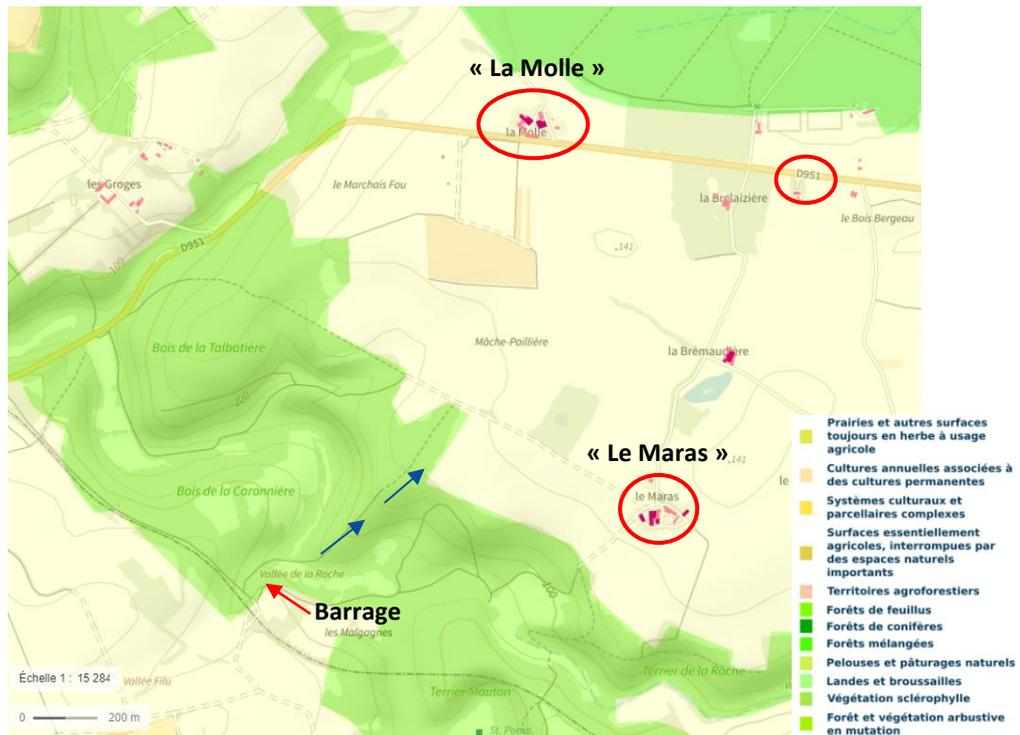 « La Molle »
la Molle
les Groges
le Marchais Fou
D951
la Brelaizière
le Bois Bergeau
D951
141
100
Bois de la Talbatière
Mâche-Paillière
la Brémaudière
100
« Le Maras »
141
le
le Maras
Bois de la Caronnière
Vallée de la Roche
100
Barrage
les Malgagnes
Terrier de la Roche
Échelle 1 : 15 284
Vallée Filu
Terrier Mouton
0 200 m
Prairies et autres surfaces
toujours en herbe à usage
agricole
Cultures annuelles associées à
des cultures permanentes
Systèmes culturaux et
parcellaires complexes
Surfaces essentiellement
agricoles, interrompues par
des espaces naturels
importants
Territoires agroforestiers
Forêts de feuillus
Forêts de conifères
Forêts mélangées
Pelouses et pâturages naturels
Landes et broussailles
Végétation sclérophylle
Forêt et végétation arbustive
en mutation